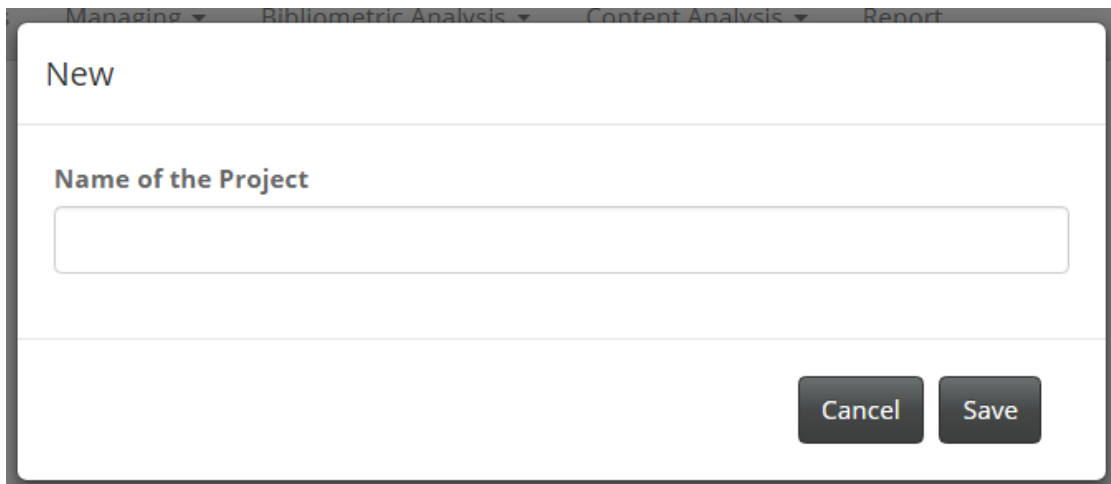 Managing Bibliometric Analysis Content Analysis Report
New
Name of the Project
Cancel Save